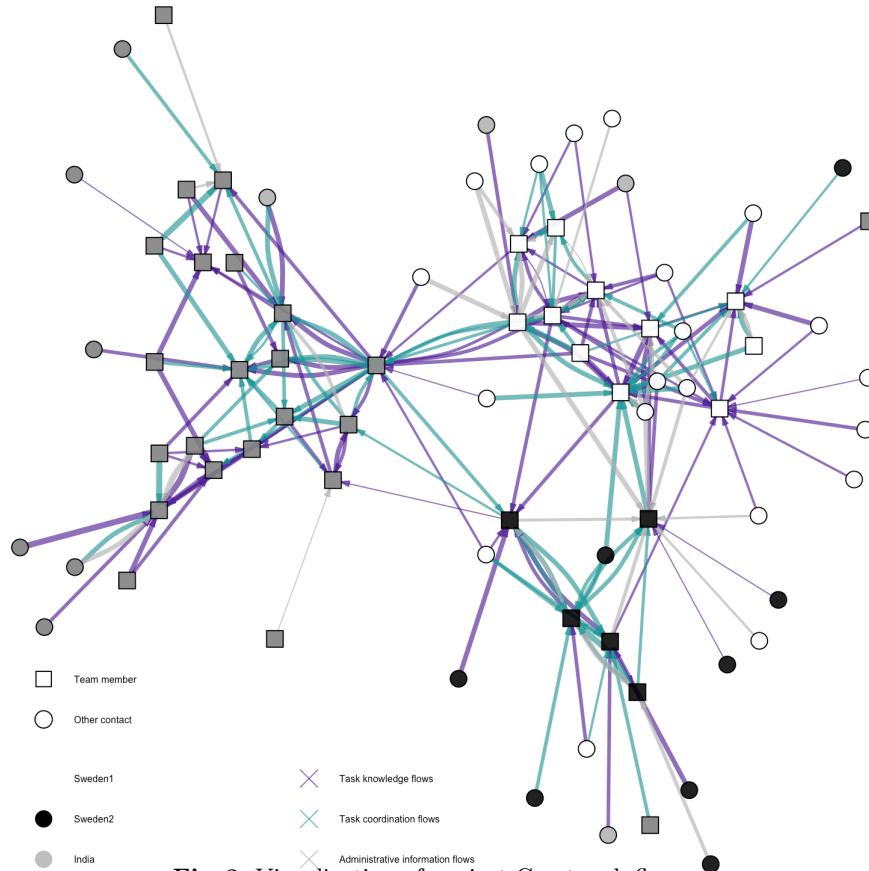 Team member
Other contact
Sweden1
Task knowledge flows
Sweden2
Task coordination flows
India
Administrative information flows